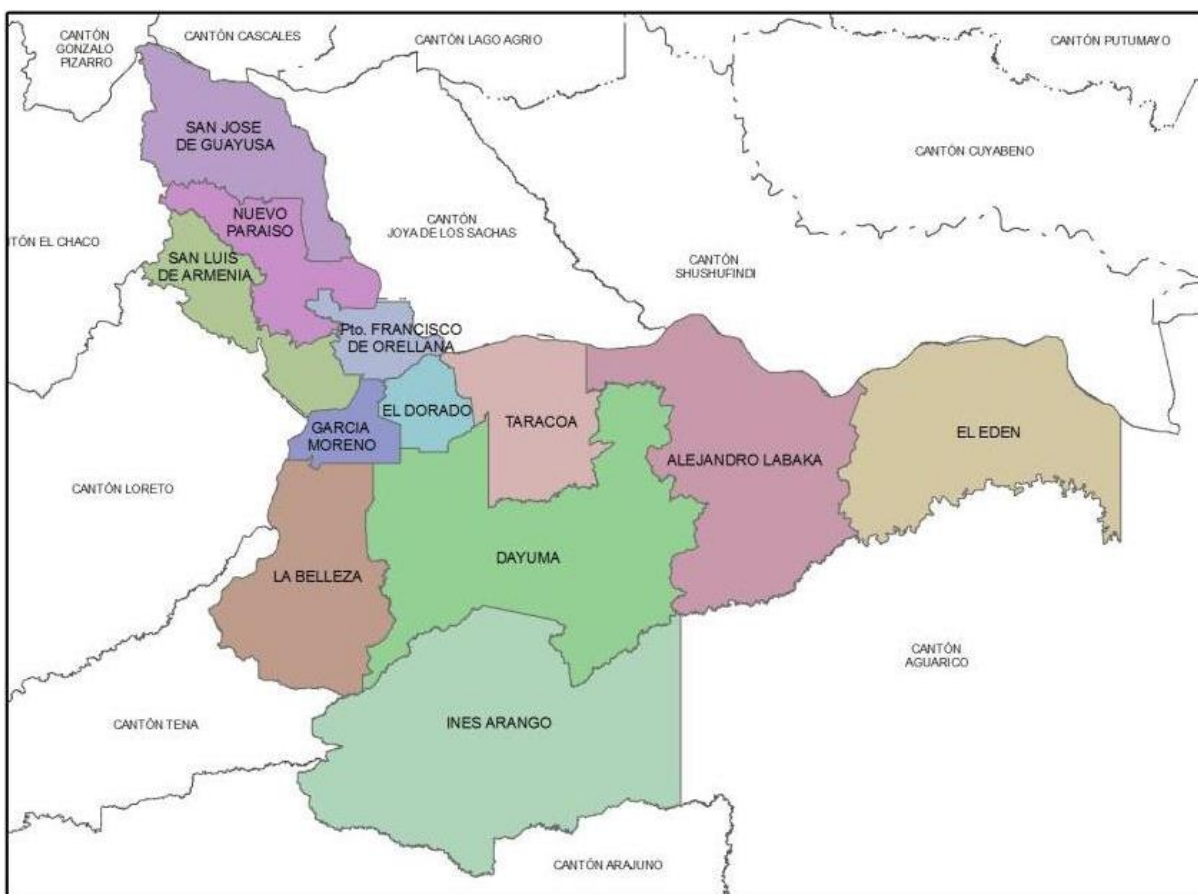 CANTÓN
GONZALO
PIZARRO
CANTÓN CASCALES
CANTÓN LAGO AGRIO
CANTÓN PUTUMAYO
SAN JOSE
DE GUAYUSA
CANTÓN CUYABENO
NUEVO
PARAISO
CANTÓN
JOYA DE LOS SACHAS
NTÓN EL CHACO
SAN LUIS
DE ARMENIA
CANTÓN
SHUSHUFINDI
Pto. FRANCISCO
DE ORELLANA
EL DORADO
TARACOA
GARCIA
MORENO
EL EDEN
ALEJANDRO LABAKA
CANTÓN LORETO
DAYUMA
LA BELLEZA
CANTÓN
AGUARICO
CANTÓN TENA
INES ARANGO
CANTÓN ARAJUNO